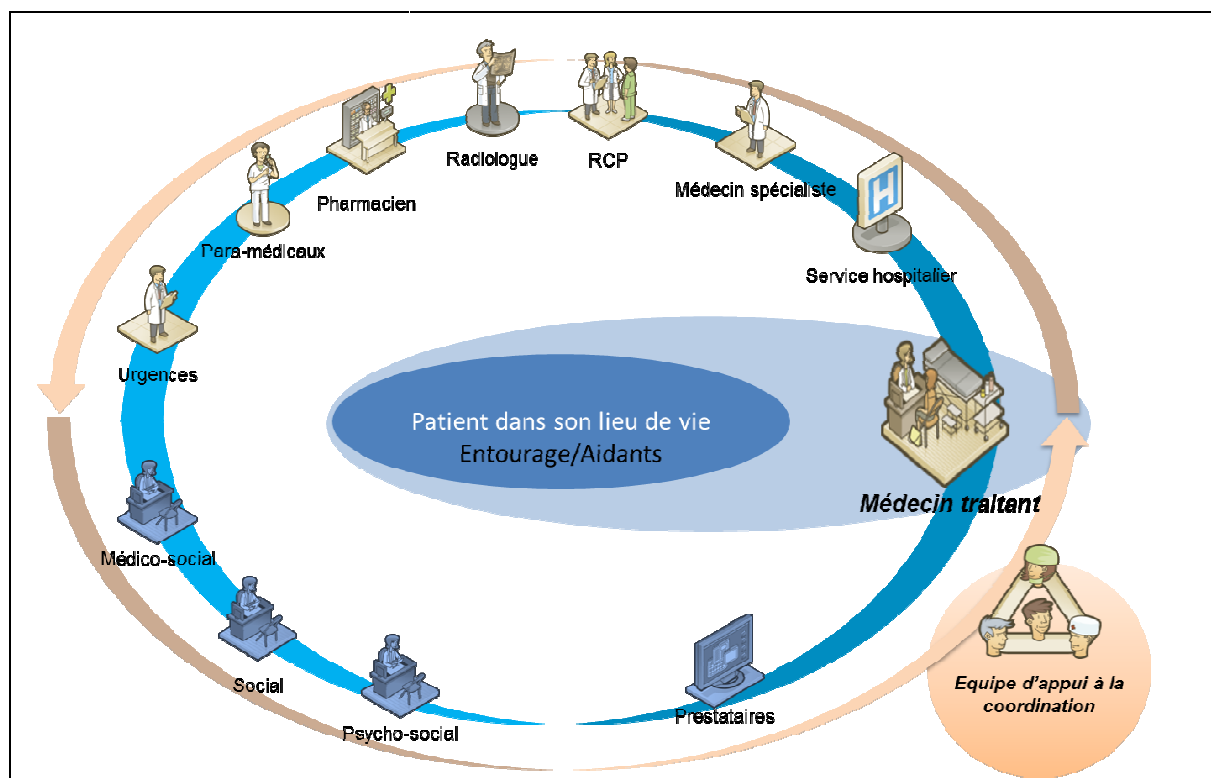 Radiologue
RCP
Médecin spécialiste
Pharmacien
Para-médicaux
Service hospitalier
H
Urgences
Patient dans son lieu de vie
Entourage/Aidants
Médecin traitant
Médico-social
Social
Psycho-social
Prestataires
Equipe d'appui à la
coordination